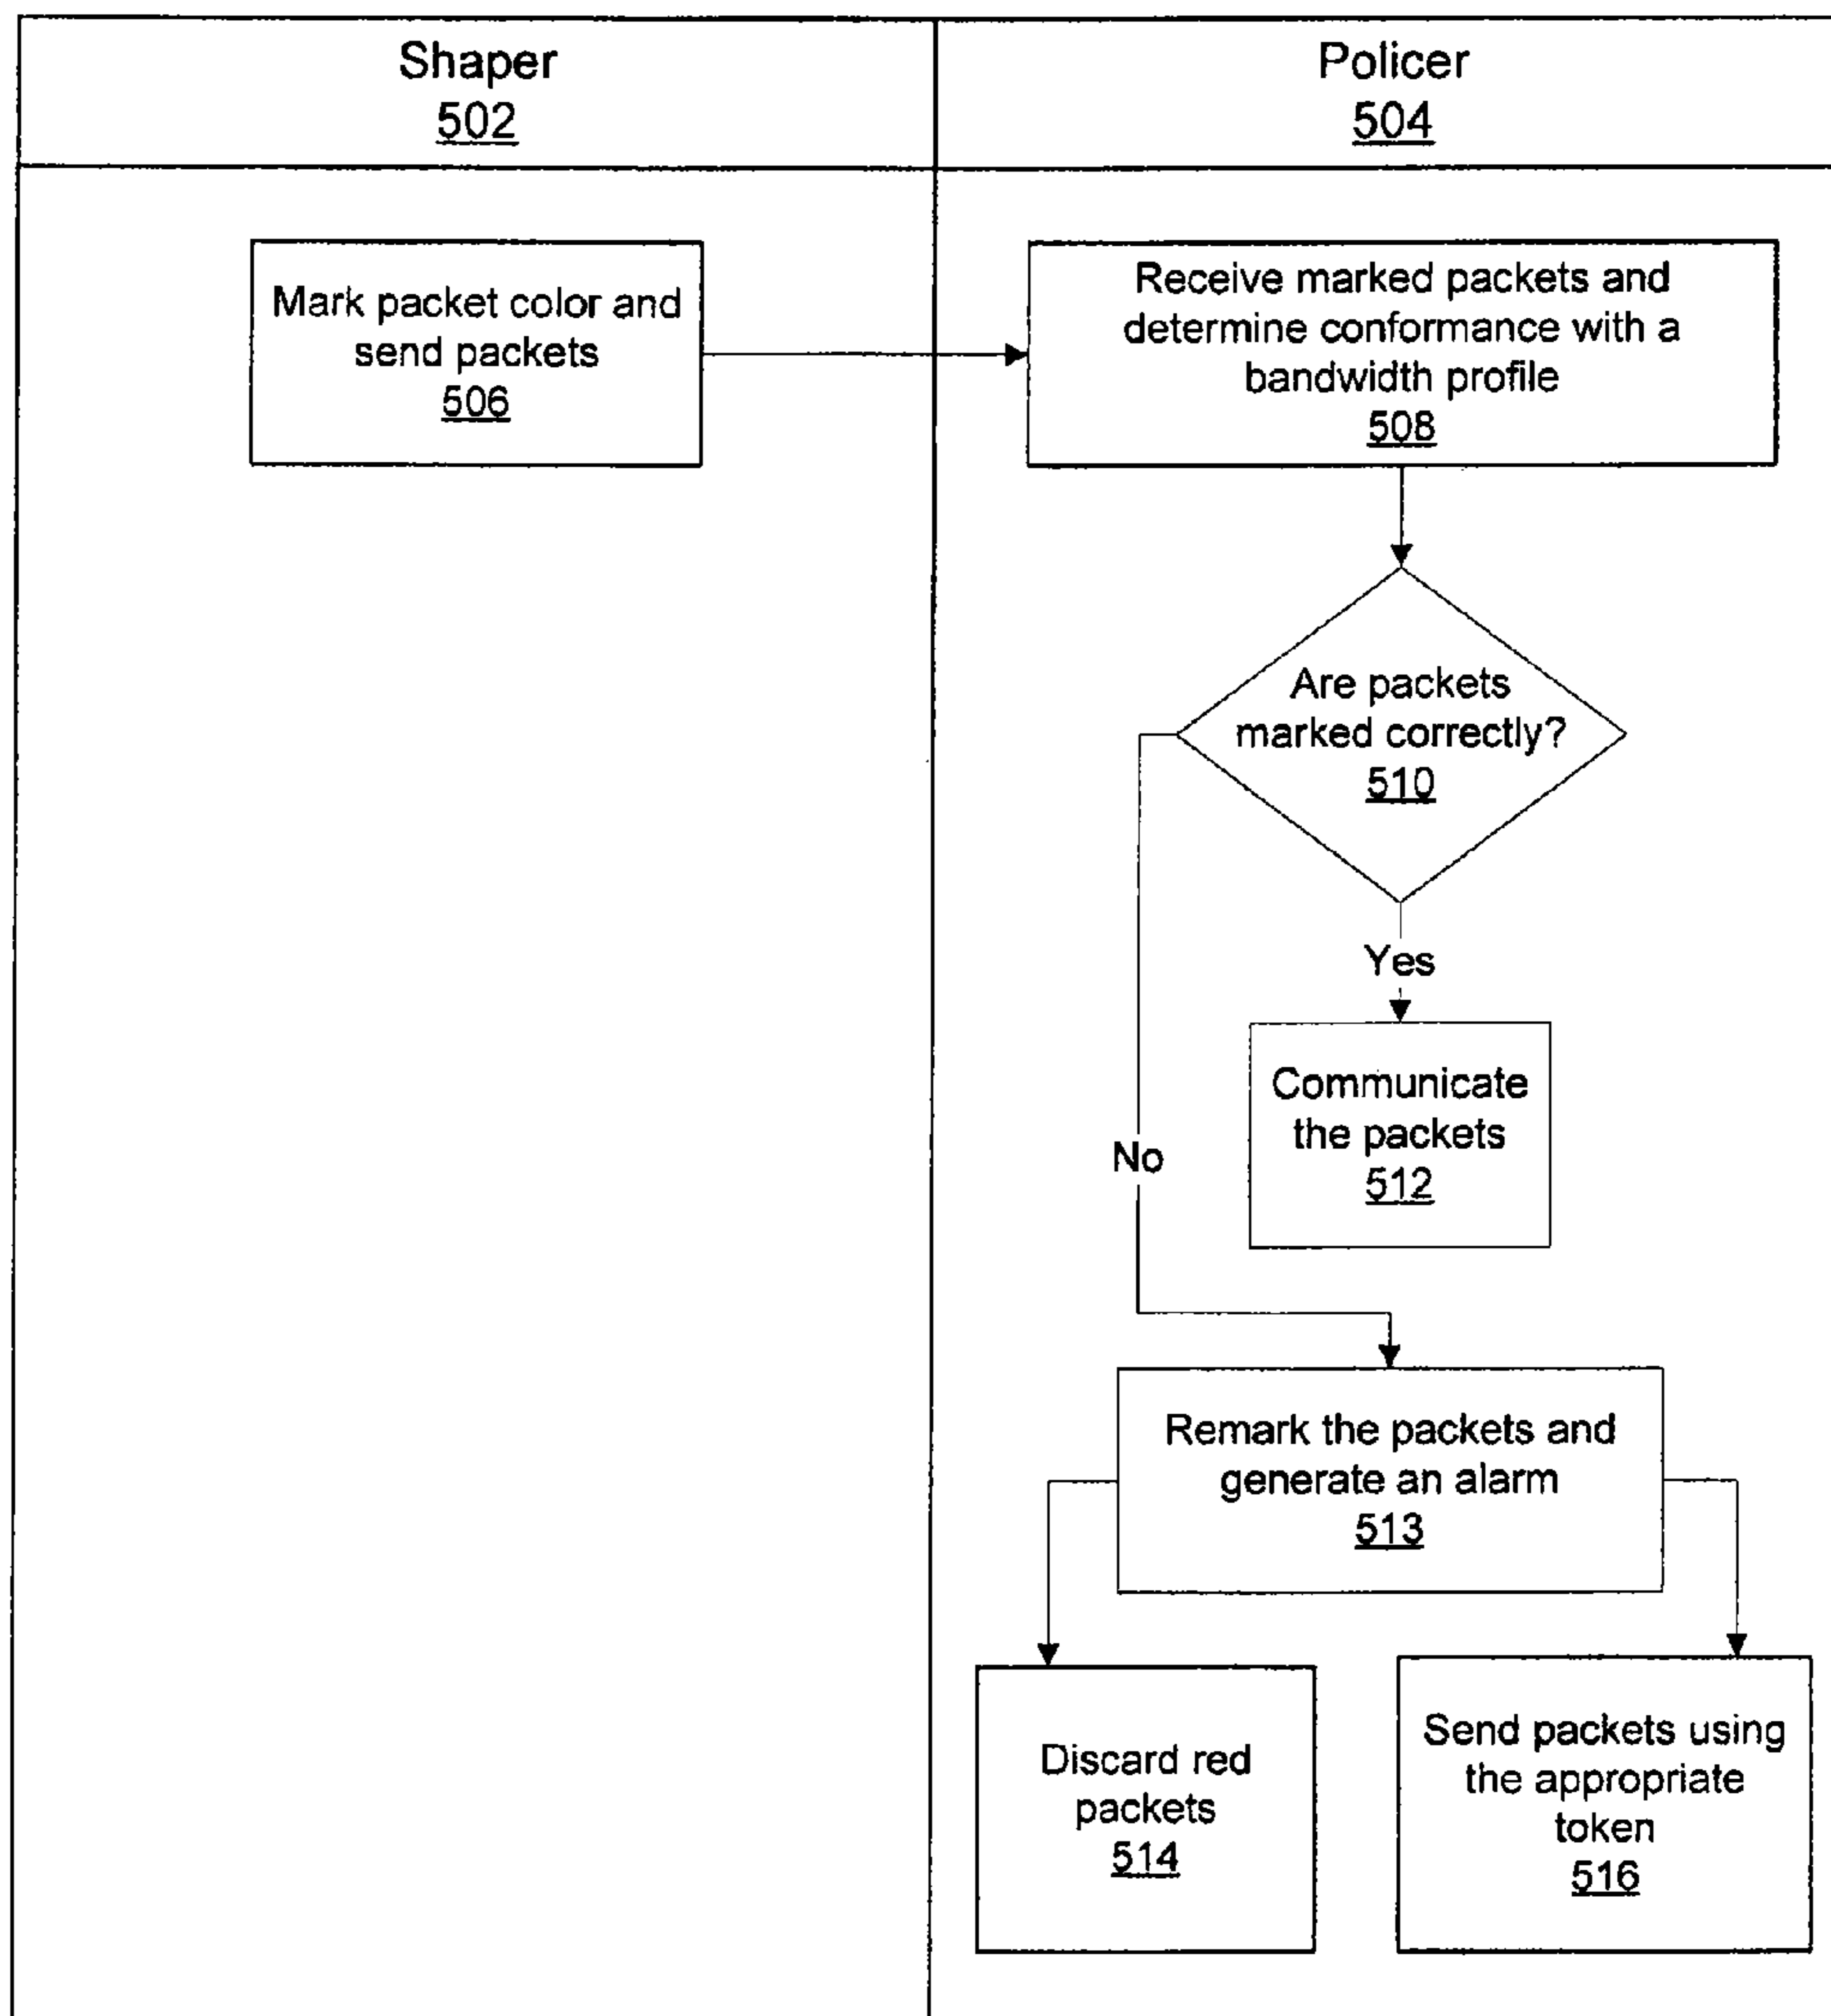 Shaper
502
Policer
504
Mark packet color and
send packets
506
Receive marked packets and
determine conformance with a
bandwidth profile
508
Are packets
marked correctly?
510
Yes
Communicate
the packets
512
No
Remark the packets and
generate an alarm
513
Discard red
packets
514
Send packets using
the appropriate
token
516